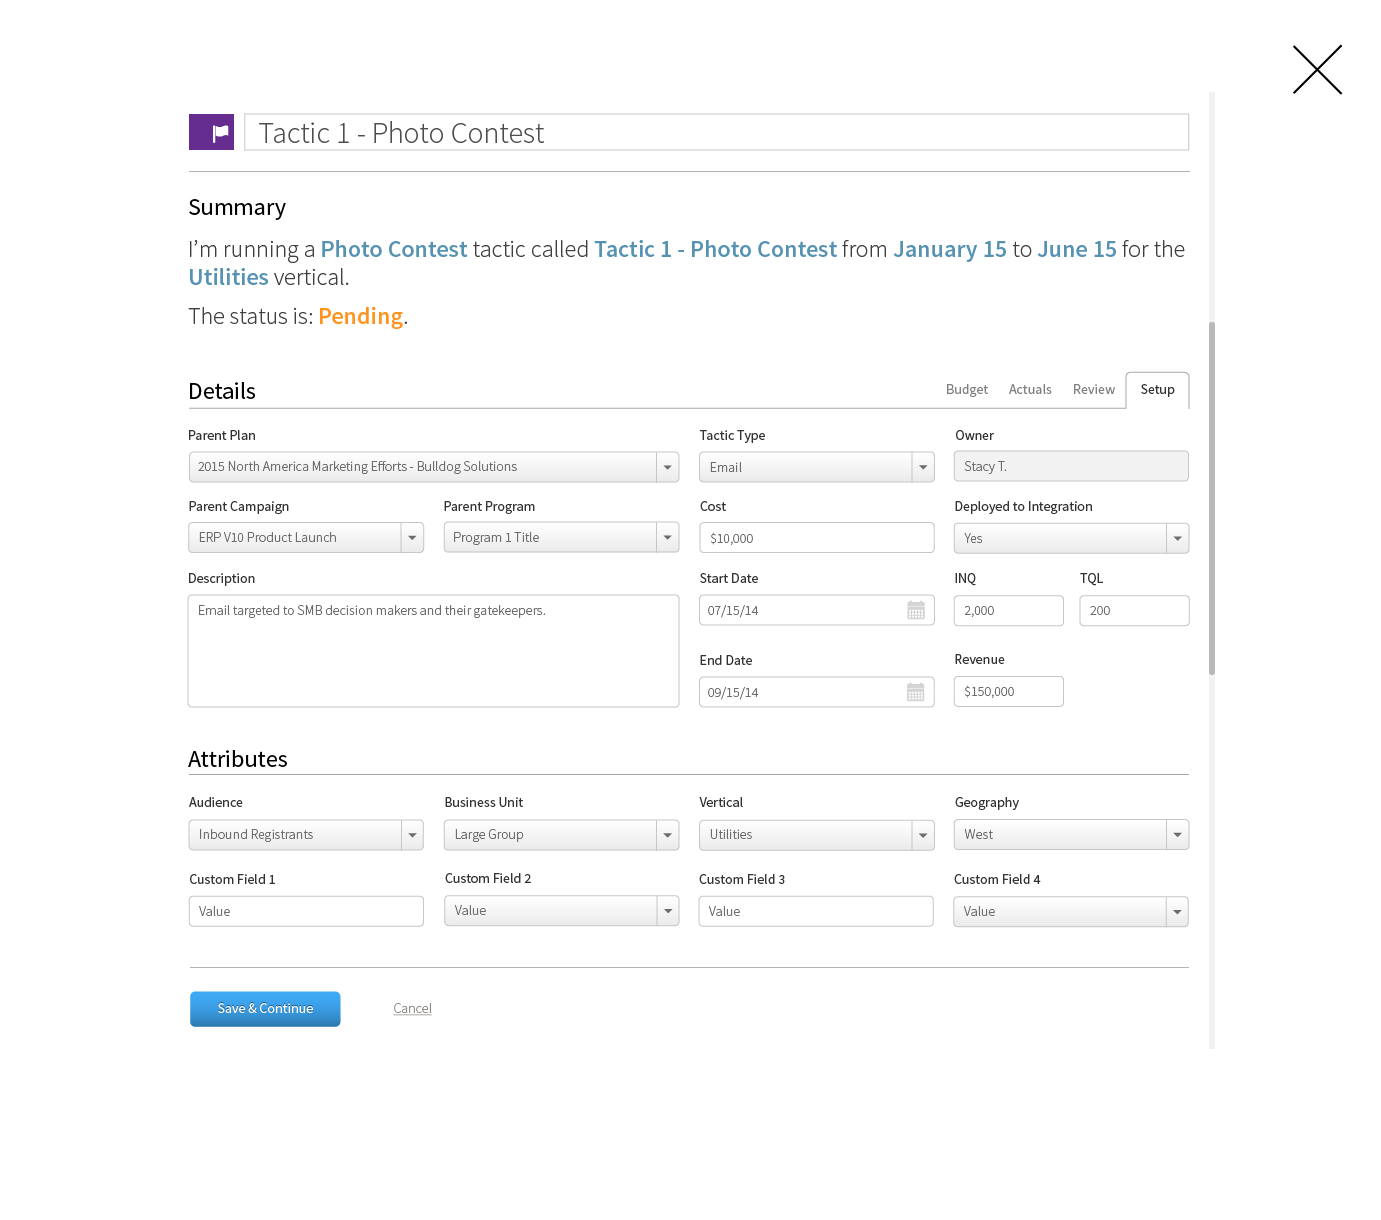 Tactic 1 - Photo Contest
Summary
I’m running a Photo Contest tactic called Tactic 1 - Photo Contest from January 15 to June 15 for the
Utilities vertical.
The status is: Pending.
Details
Budget Actuals Review Setup
Parent Plan Tactic Type Owner
2015 North America Marketing Efforts - Bulldog Solutions Email Stacy T.
Parent Campaign Parent Program Cost Deployed to Integration
ERP V10 Product Launch Program 1 Title $10,000 Yes
Description Start Date INQ TQL
Email targeted to SMB decision makers and their gatekeepers. 07/15/14 2,000 200
End Date Revenue
09/15/14 $150,000
Attributes
Audience Business Unit Vertical Geography
Inbound Registrants Large Group Utilities West
Custom Field 1 Custom Field 2 Custom Field 3 Custom Field 4
Value Value Value Value
Save & Continue Cancel